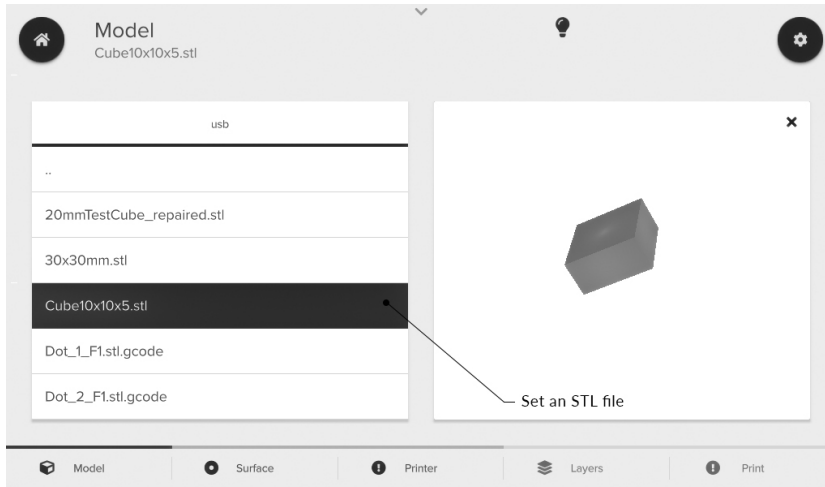 Model
Cube10x10x5.stl
usb
..
20mmTestCube_repaired.stl
30x30mm.stl
Cube10x10x5.stl
Dot_1_F1.stl.gcode
Dot_2_F1.stl.gcode
Set an STL file
Model
Surface
Printer
Layers
Print